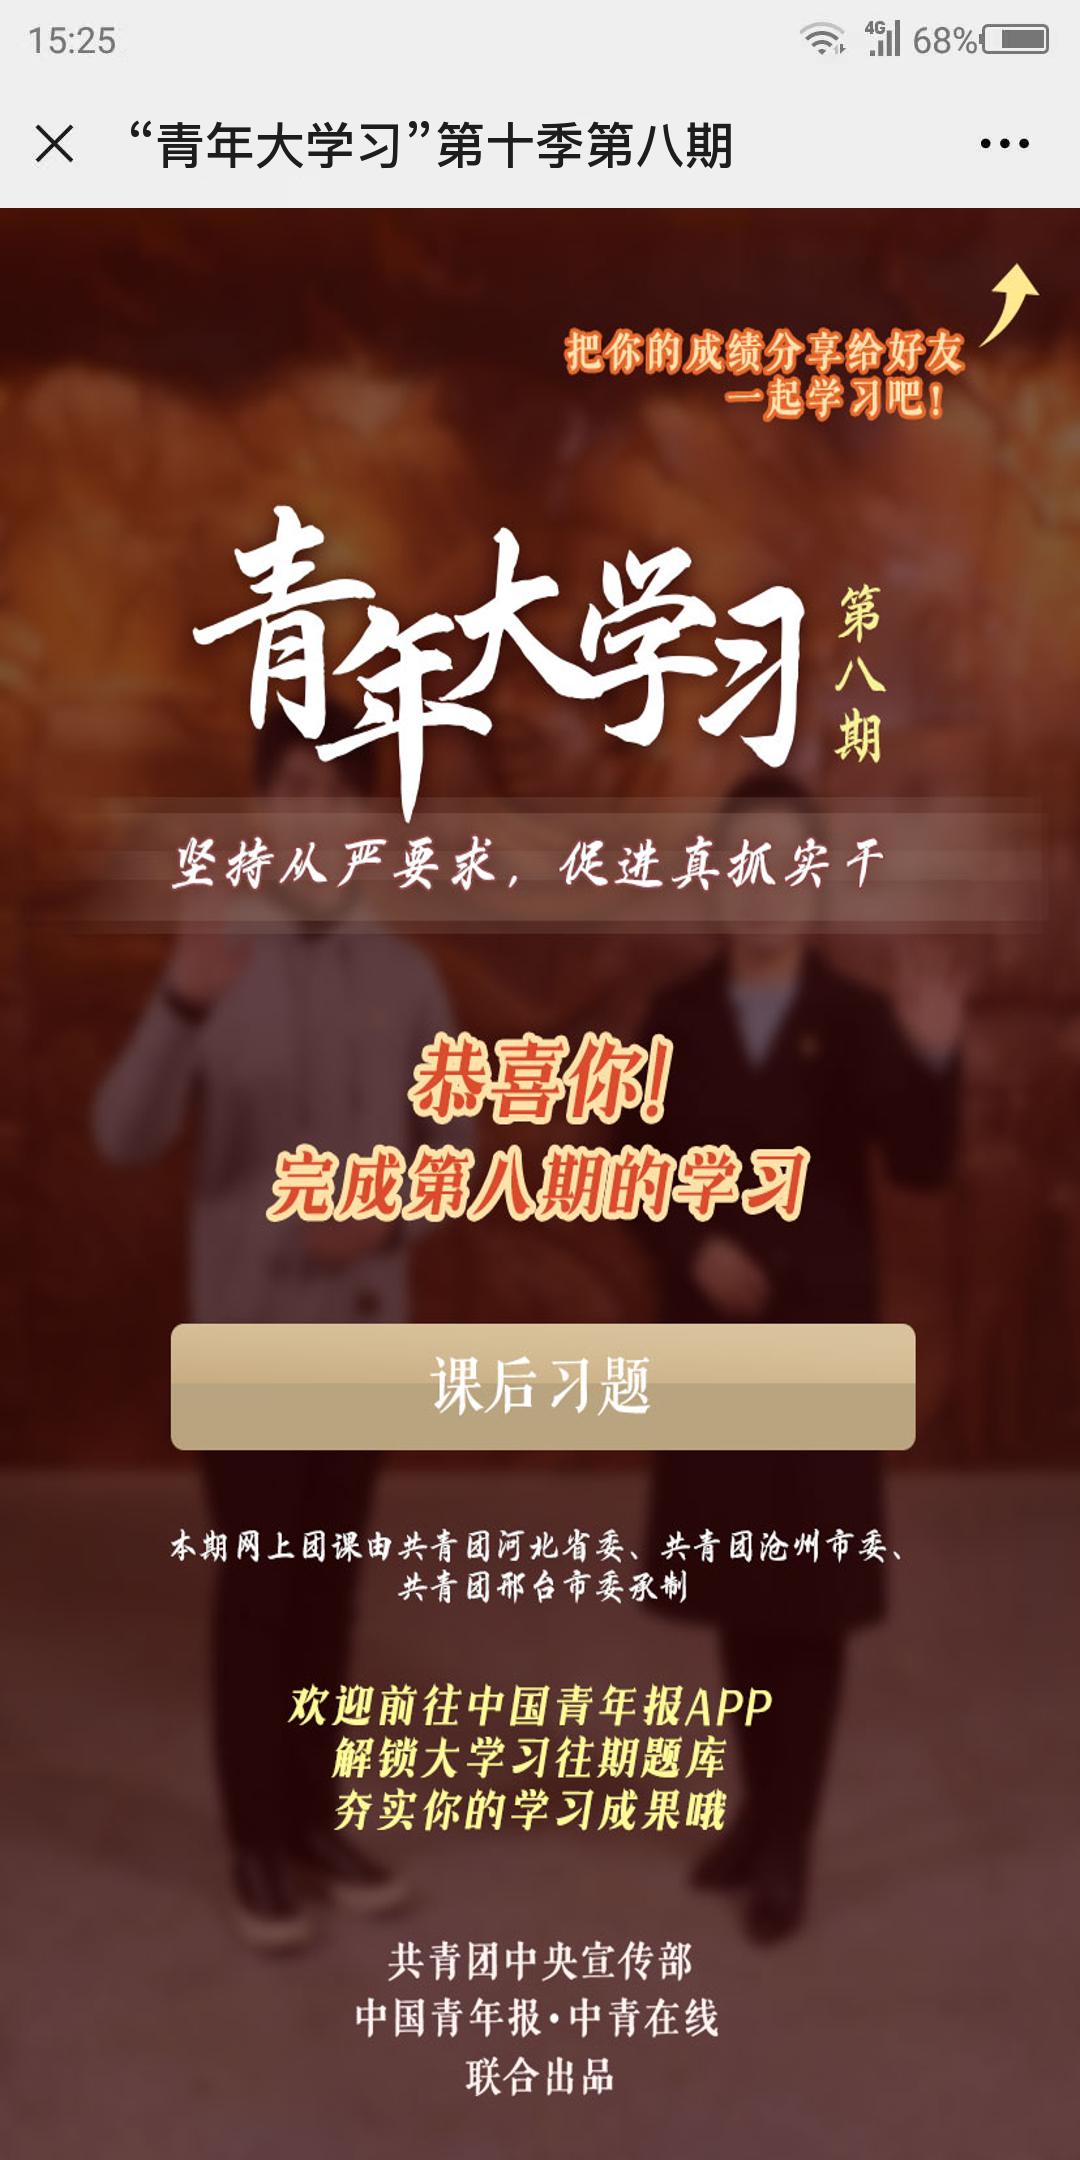 15:25
4G
68%
“青年大学习”第十季第八期
把你的成绩分享给好友
一起学习吧!
青年大学习
第八期
坚持从严要求，促进真抓实干
恭喜你!
完成第八期的学习
课后习题
本期网上团课由共青团河北省委、共青团沧州市委、
共青团邢台市委承制
欢迎前往中国青年报APP
解锁大学习往期题库
夯实你的学习成果哦
共青团中央宣传部
中国青年报·中青在线
联合出品